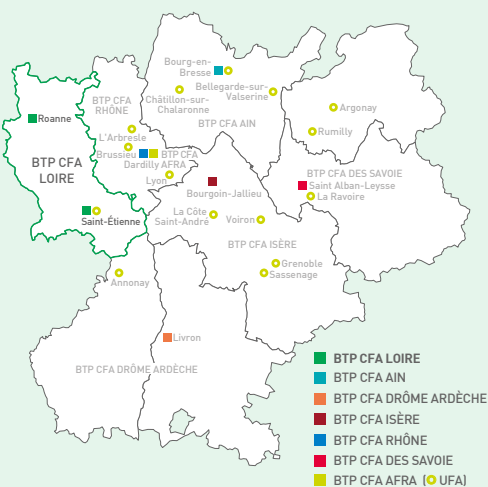 Bourg-en-
Bresse
Bellegarde-sur-
Valserine
Châtillon-sur-
Chalaronne
BTP CFA AIN
BTP CFA
RHÔNE
Roanne
L'Arbresle
Brussieu
Dardilly
BTP CFA
AFRA
Lyon
BTP CFA
LOIRE
Saint-Étienne
Argonay
Rumilly
BTP CFA DES SAVOIE
Saint Alban-Leysse
La Ravoire
Bourgoin-Jallieu
La Côte
Saint-André
Voiron
BTP CFA ISÈRE
Grenoble
Sassenage
Annonay
Livron
BTP CFA DRÔME ARDÈCHE
BTP CFA LOIRE
BTP CFA AIN
BTP CFA DRÔME ARDÈCHE
BTP CFA ISÈRE
BTP CFA RHÔNE
BTP CFA DES SAVOIE
BTP CFA AFRA (UFA)